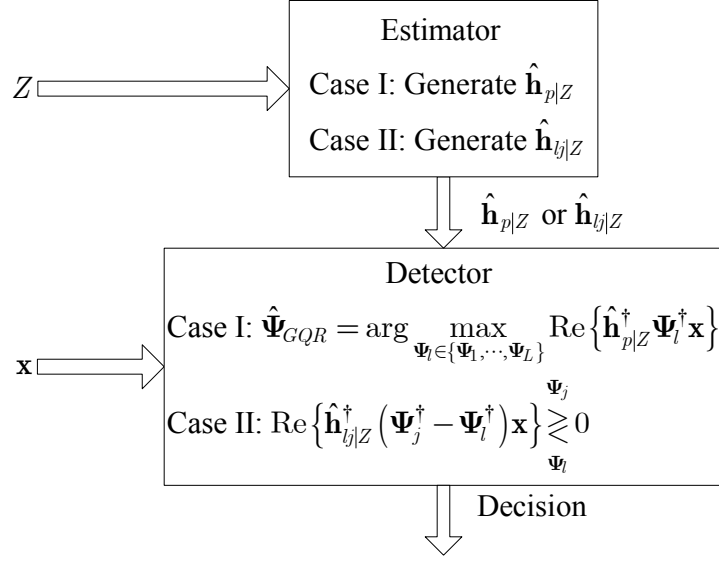 Estimator
Z
Case I: Generate ĥ_{p|Z}
Case II: Generate ĥ_{lj|Z}
ĥ_{p|Z} or ĥ_{lj|Z}
Detector
Case I: Ψ̂_{GQR} = arg max_{Ψ_l∈{Ψ_1,⋯,Ψ_L}} Re{ĥ†_{p|Z} Ψ†_l x}
x
Case II: Re{ĥ†_{lj|Z} (Ψ†_j − Ψ†_l) x} ≷^{Ψ_j}_{Ψ_l} 0
Decision